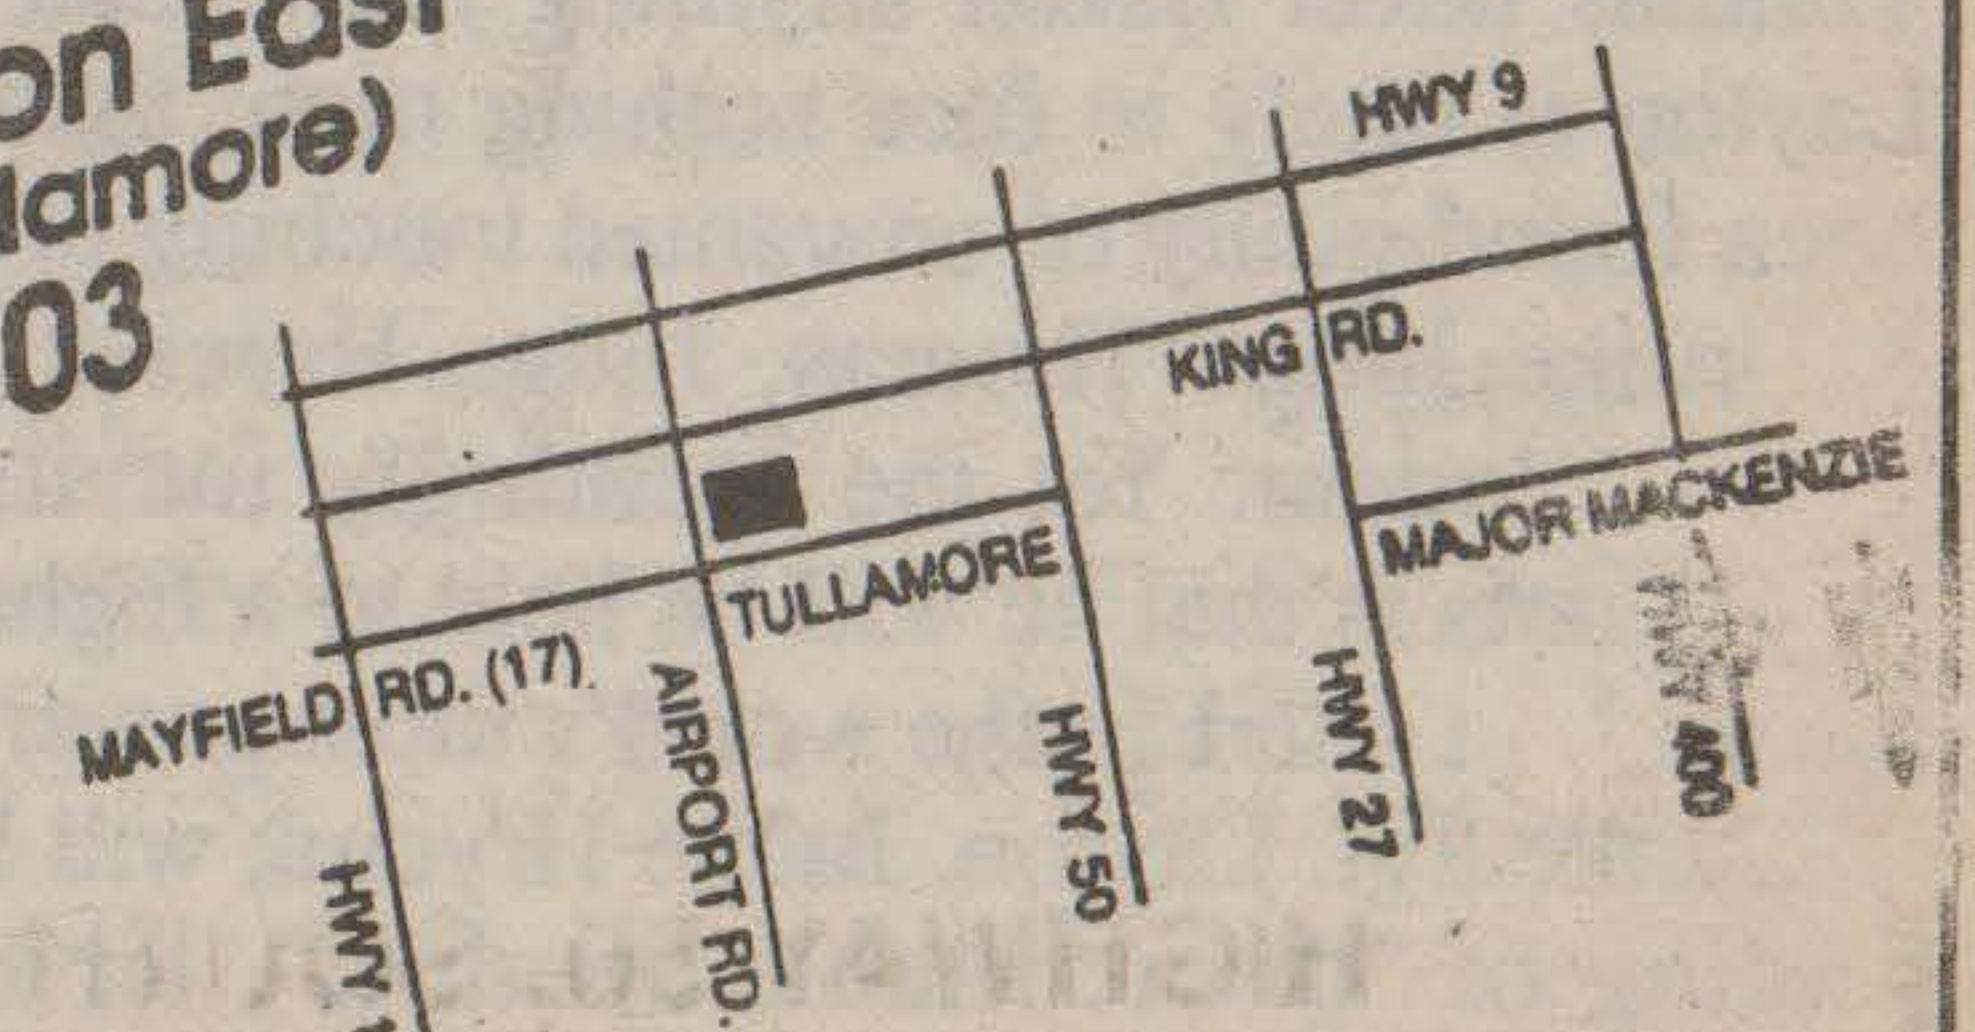 on East
lamore)
03
HWY 9
KING RD.
MAJOR MACKENZIE
TULLAMORE
MAYFIELD RD. (17)
AIRPORT RD.
HWY 50
HWY 27
400
HWY